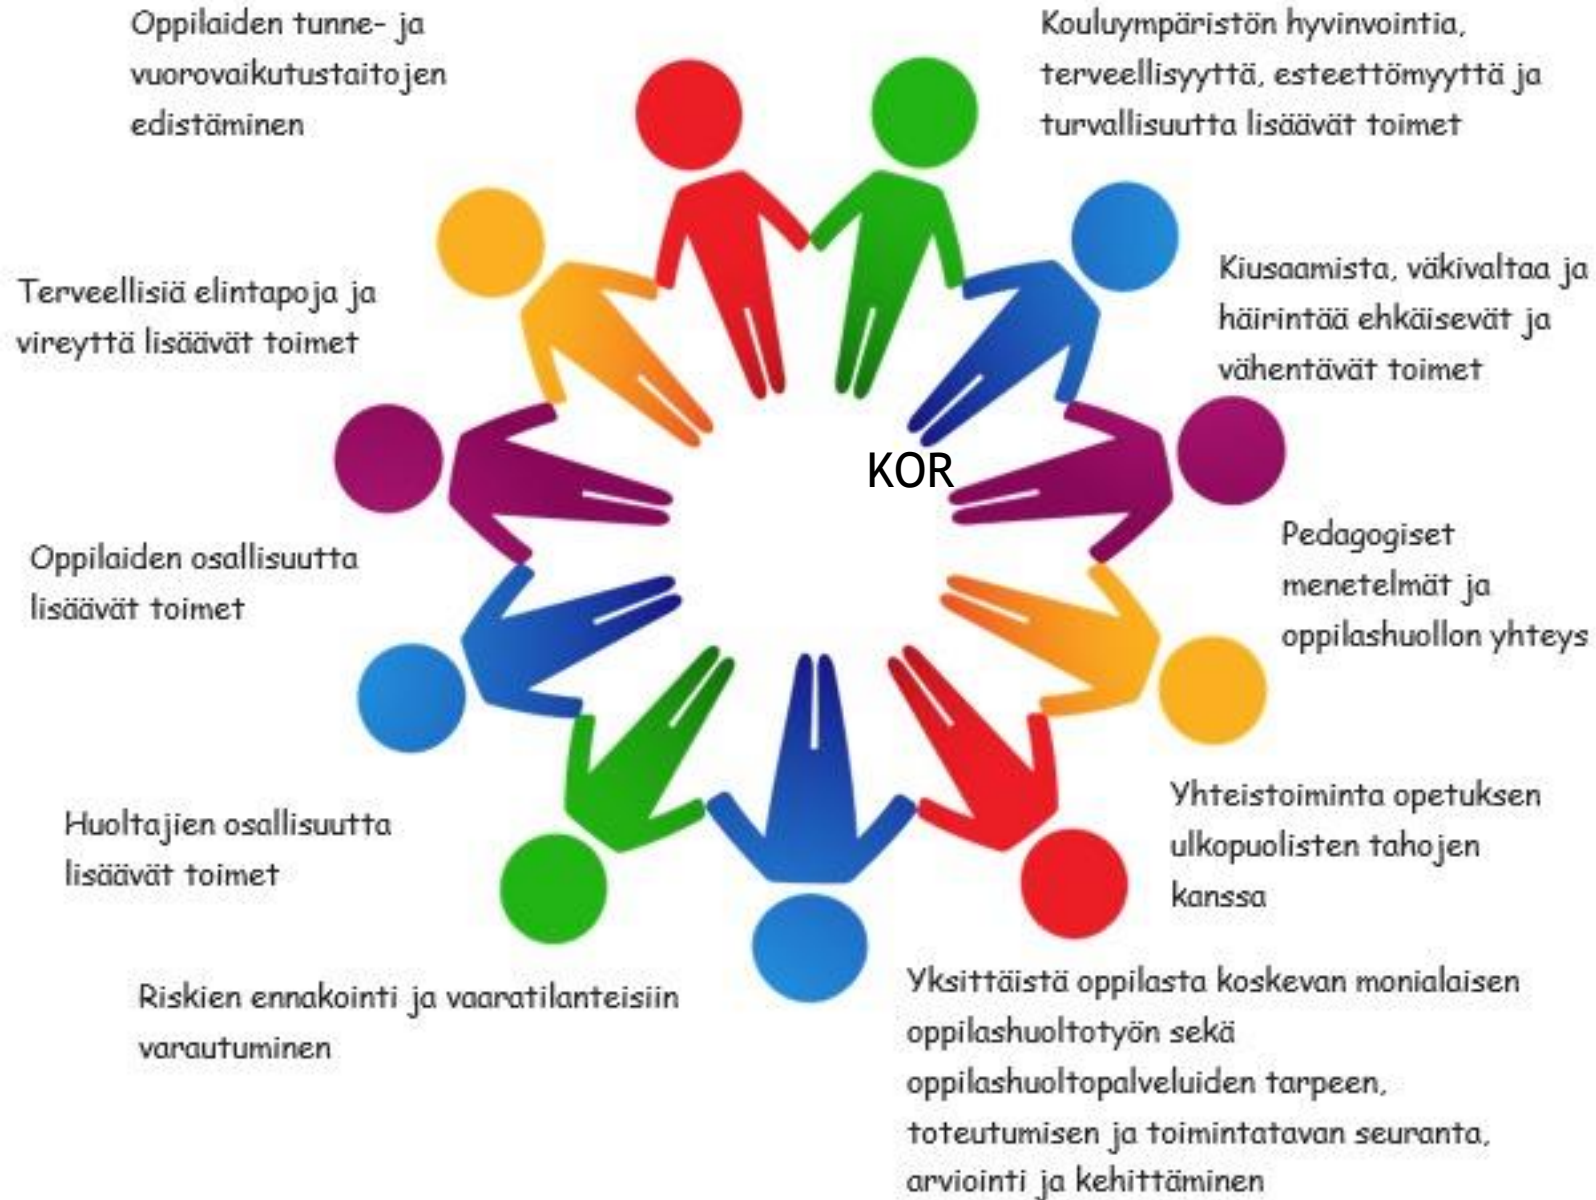 Oppilaiden tunne- ja
vuorovaikutustaitojen
edistäminen
Kouluympäristön hyvinvointia,
terveellisyyttä, esteettömyyttä ja
turvallisuutta lisäävät toimet
Kiusaamista, väkivaltaa ja
häirintää ehkäisevät ja
vähentävät toimet
Terveellisiä elintapoja ja
vireyttä lisäävät toimet
KOR
Pedagogiset
menetelmät ja
oppilashuollon yhteys
Oppilaiden osallisuutta
lisäävät toimet
Yhteistoiminta opetuksen
ulkopuolisten tahojen
kanssa
Huoltajien osallisuutta
lisäävät toimet
Riskien ennakointi ja vaaratilanteisiin
varautuminen
Yksittäistä oppilasta koskevan monialaisen
oppilashuoltotyön sekä
oppilashuoltopalveluiden tarpeen,
toteutumisen ja toimintatavan seuranta,
arviointi ja kehittäminen